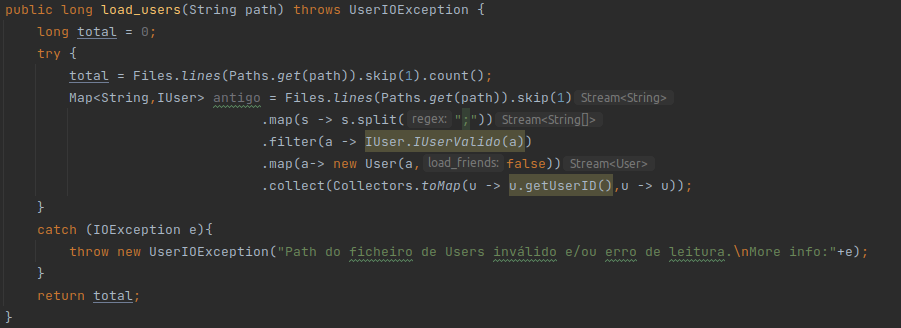 public long load_users(String path) throws UserIOException {
long total = 0;
try {
total = Files.lines(Paths.get(path)).skip(1).count();
Map<String,IUser> antigo = Files.lines(Paths.get(path)).skip(1) Stream<String>
.map(s -> s.split( regex: ";")) Stream<String[]>
.filter(a -> IUser.IUserValido(a))
.map(a-> new User(a, load_friends: false)) Stream<User>
.collect(Collectors.toMap(u -> u.getUserID(),u -> u));
}
catch (IOException e){
throw new UserIOException("Path do ficheiro de Users inválido e/ou erro de leitura.\nMore info:"+e);
}
return total;
}